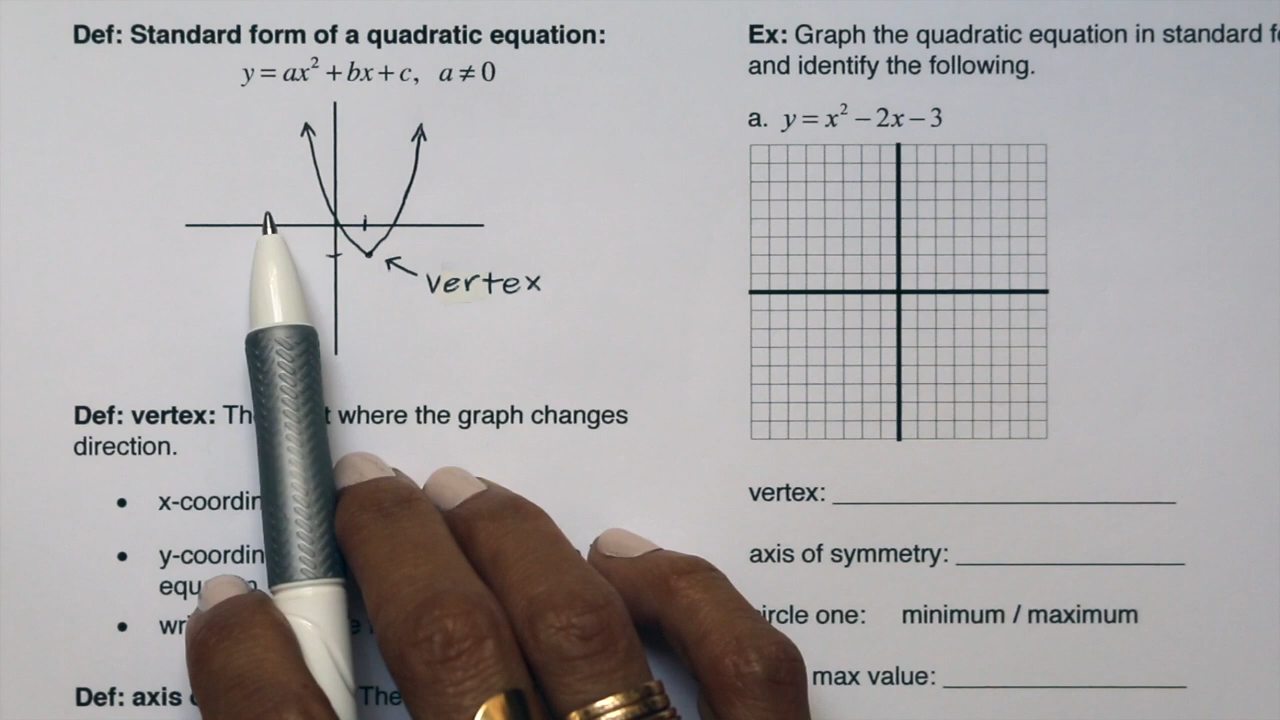 Def: Standard form of a quadratic equation:
y = ax² + bx + c, a ≠ 0
vertex
Def: vertex: where the graph changes
direction.
• x-coordin
• y-coordin
equ
• wr
Def: axis The
Ex: Graph the quadratic equation in standard f
and identify the following.
a. y = x² − 2x − 3
vertex:
axis of symmetry:
ircle one: minimum / maximum
max value: